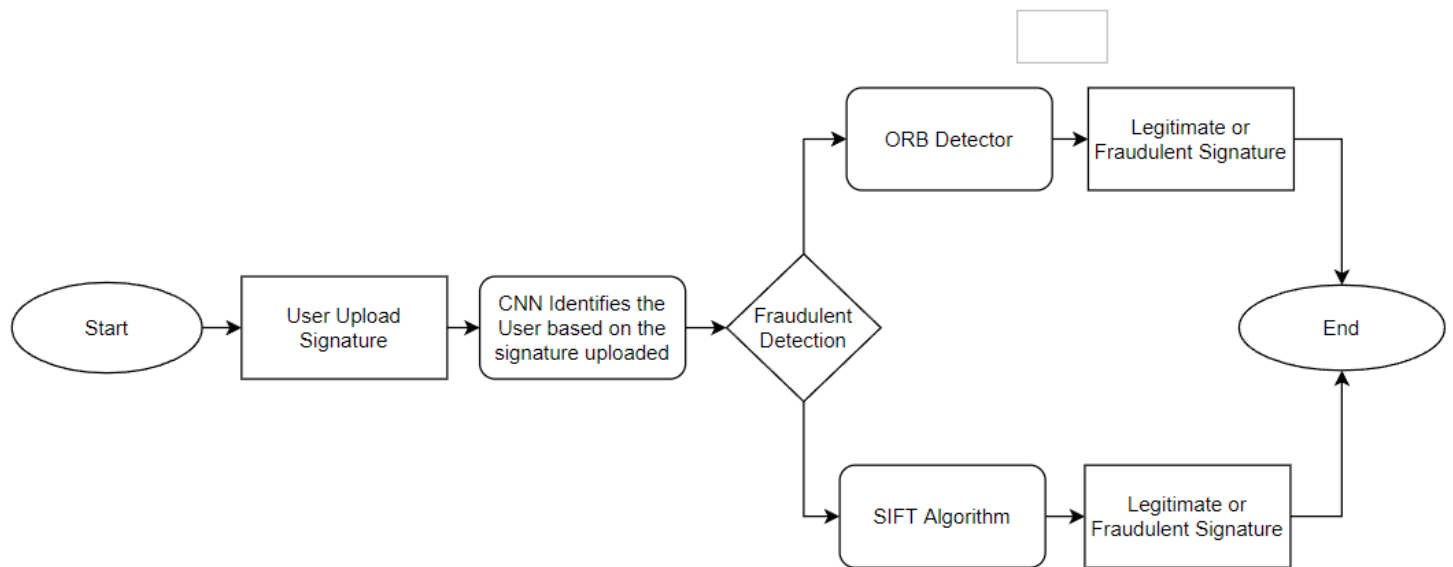 Start
User Upload
Signature
CNN Identifies the
User based on the
signature uploaded
Fraudulent
Detection
ORB Detector
Legitimate or
Fraudulent Signature
SIFT Algorithm
Legitimate or
Fraudulent Signature
End